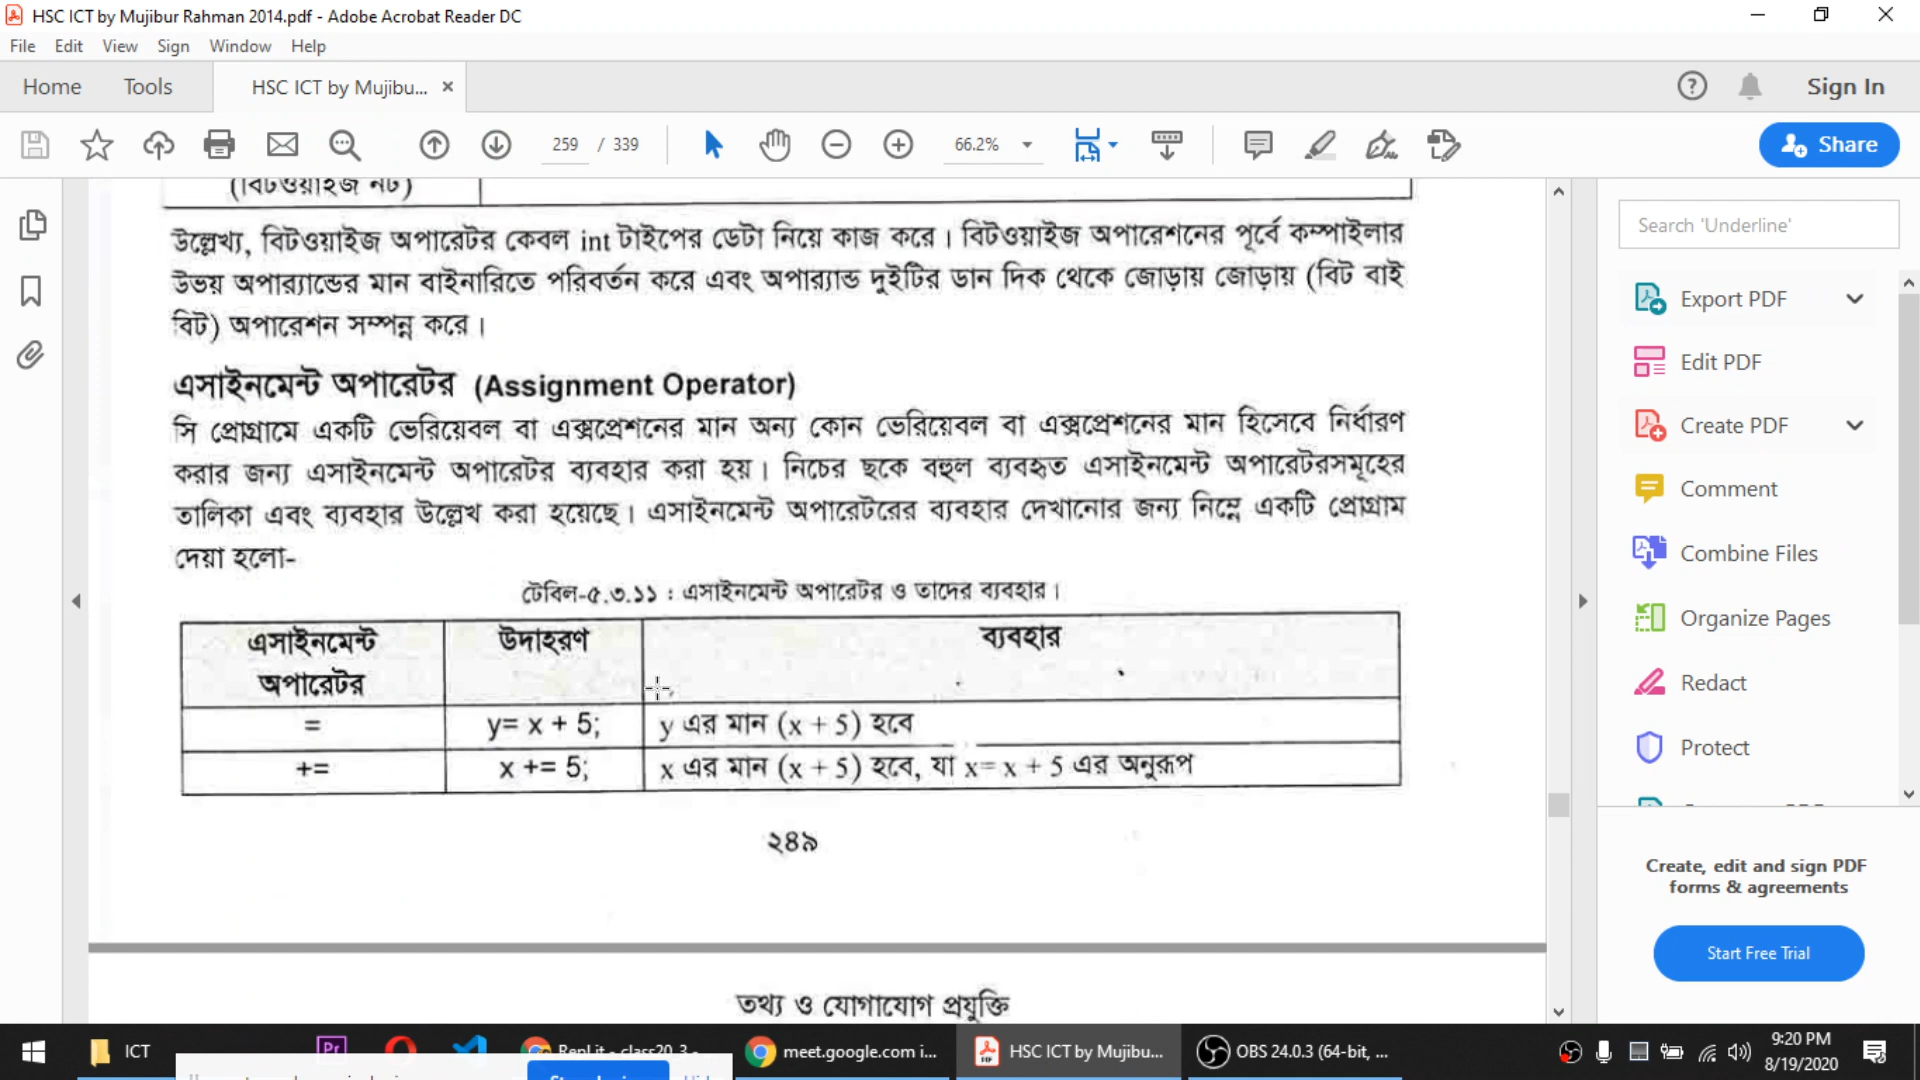 HSC ICT by Mujibur Rahman 2014.pdf - Adobe Acrobat Reader DC
File Edit View Sign Window Help
Home Tools HSC ICT by Mujibu... × Sign In
259 / 339 66.2% Share
(বিটওয়াইজ নট)
উল্লেখ্য, বিটওয়াইজ অপারেটর কেবল int টাইপের ডেটা নিয়ে কাজ করে। বিটওয়াইজ অপারেশনের পূর্বে কম্পাইলার
উভয় অপার‍্যান্ডের মান বাইনারিতে পরিবর্তন করে এবং অপার‍্যান্ড দুইটির ডান দিক থেকে জোড়ায় জোড়ায় (বিট বাই
বিট) অপারেশন সম্পন্ন করে।
এসাইনমেন্ট অপারেটর (Assignment Operator)
সি প্রোগ্রামে একটি ভেরিয়েবল বা এক্সপ্রেশনের মান অন্য কোন ভেরিয়েবল বা এক্সপ্রেশনের মান হিসেবে নির্ধারণ
করার জন্য এসাইনমেন্ট অপারেটর ব্যবহার করা হয়। নিচের ছকে বহুল ব্যবহৃত এসাইনমেন্ট অপারেটরসমূহের
তালিকা এবং ব্যবহার উল্লেখ করা হয়েছে। এসাইনমেন্ট অপারেটরের ব্যবহার দেখানোর জন্য নিম্নে একটি প্রোগ্রাম
দেয়া হলো-
টেবিল-৫.৩.১১ : এসাইনমেন্ট অপারেটর ও তাদের ব্যবহার।
এসাইনমেন্ট অপারেটর উদাহরণ ব্যবহার
= y= x + 5; y এর মান (x + 5) হবে
+= x += 5; x এর মান (x + 5) হবে, যা x= x + 5 এর অনুরূপ
২৪৯
তথ্য ও যোগাযোগ প্রযুক্তি
Search 'Underline'
Export PDF
Edit PDF
Create PDF
Comment
Combine Files
Organize Pages
Redact
Protect
Create, edit and sign PDF
forms & agreements
Start Free Trial
ICT Pr Repl.it - class20_3 - meet.google.com i... HSC ICT by Mujibu... OBS 24.0.3 (64-bit, ...
9:20 PM
8/19/2020